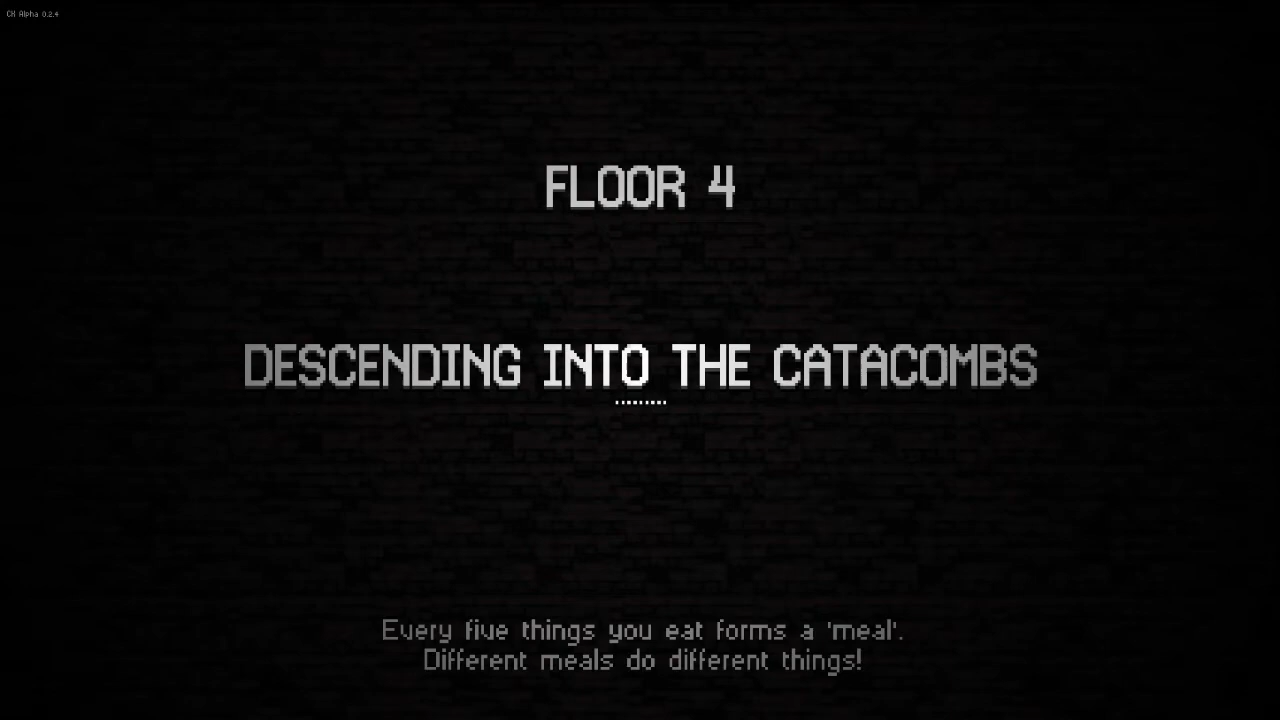 CK Alpha 0.2.4
FLOOR 4
DESCENDING INTO THE CATACOMBS
.........
Every five things you eat forms a 'meal'.
Different meals do different things!